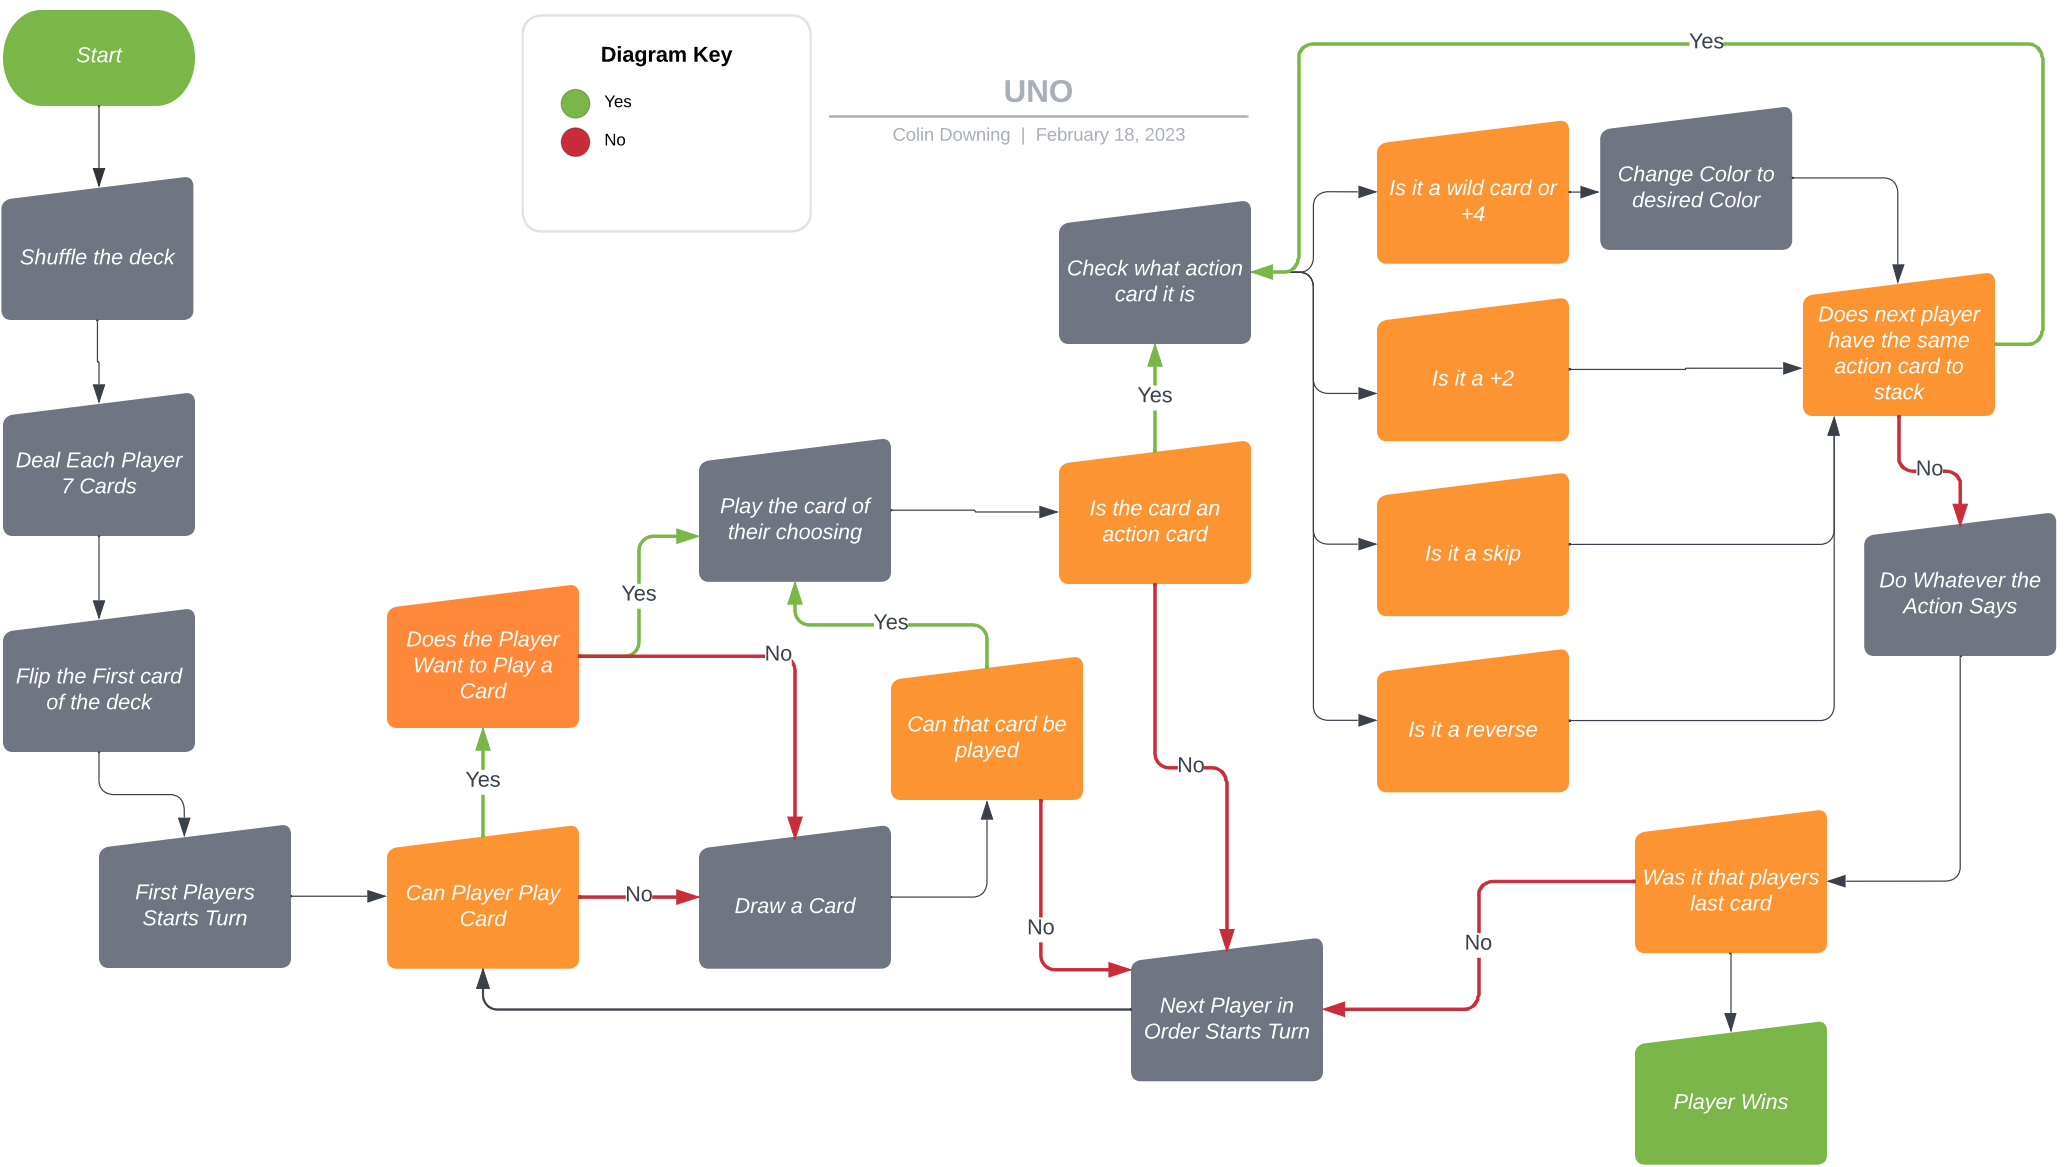 Start
Shuffle the deck
Deal Each Player
7 Cards
Flip the First card
of the deck
First Players
Starts Turn
Diagram Key
Yes
No
UNO
Colin Downing | February 18, 2023
Can Player Play
Card
Yes
No
Does the Player
Want to Play a
Card
Yes
No
Draw a Card
Can that card be
played
Yes
No
Play the card of
their choosing
Is the card an
action card
Yes
No
Check what action
card it is
Is it a wild card or
+4
Change Color to
desired Color
Is it a +2
Is it a skip
Is it a reverse
Does next player
have the same
action card to
stack
Yes
No
Do Whatever the
Action Says
Was it that players
last card
No
Next Player in
Order Starts Turn
Player Wins